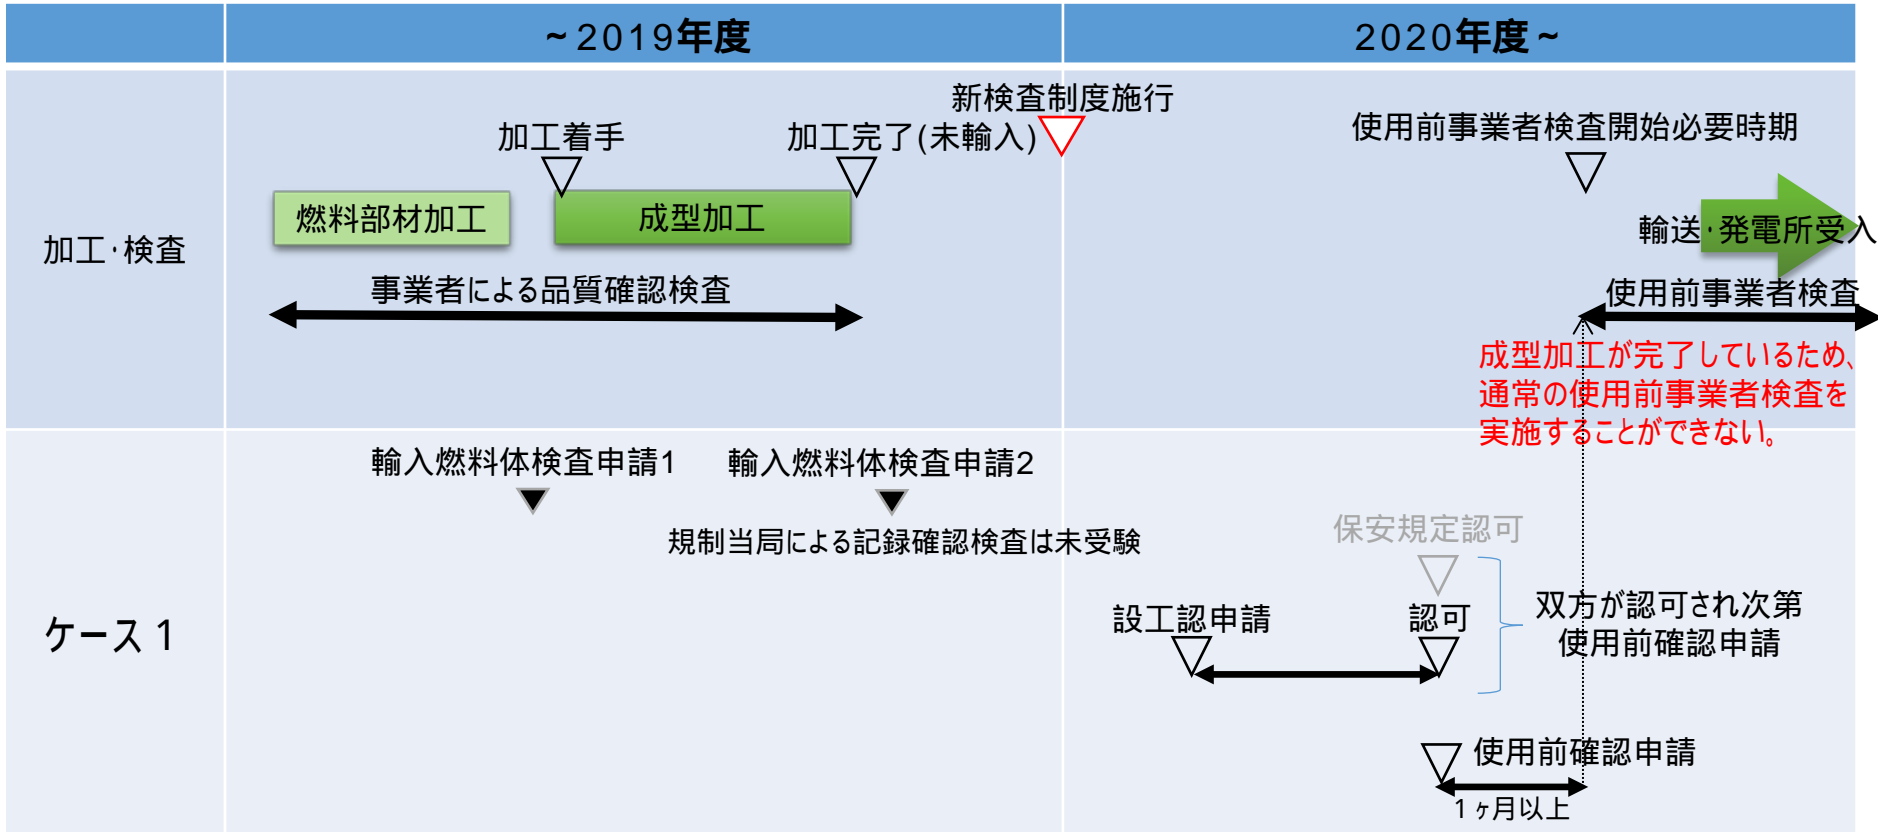 ~2019年度
2020年度~
新検査制度施行
加工着手
加工完了(未輸入)
使用前事業者検査開始必要時期
燃料部材加工
成型加工
輸送・発電所受入
加工・検査
事業者による品質確認検査
使用前事業者検査
成型加工が完了しているため、
通常の使用前事業者検査を
実施することができない。
輸入燃料体検査申請1
輸入燃料体検査申請2
規制当局による記録確認検査は未受験
保安規定認可
ケース1
設工認申請
認可
双方が認可され次第
使用前確認申請
使用前確認申請
1ヶ月以上